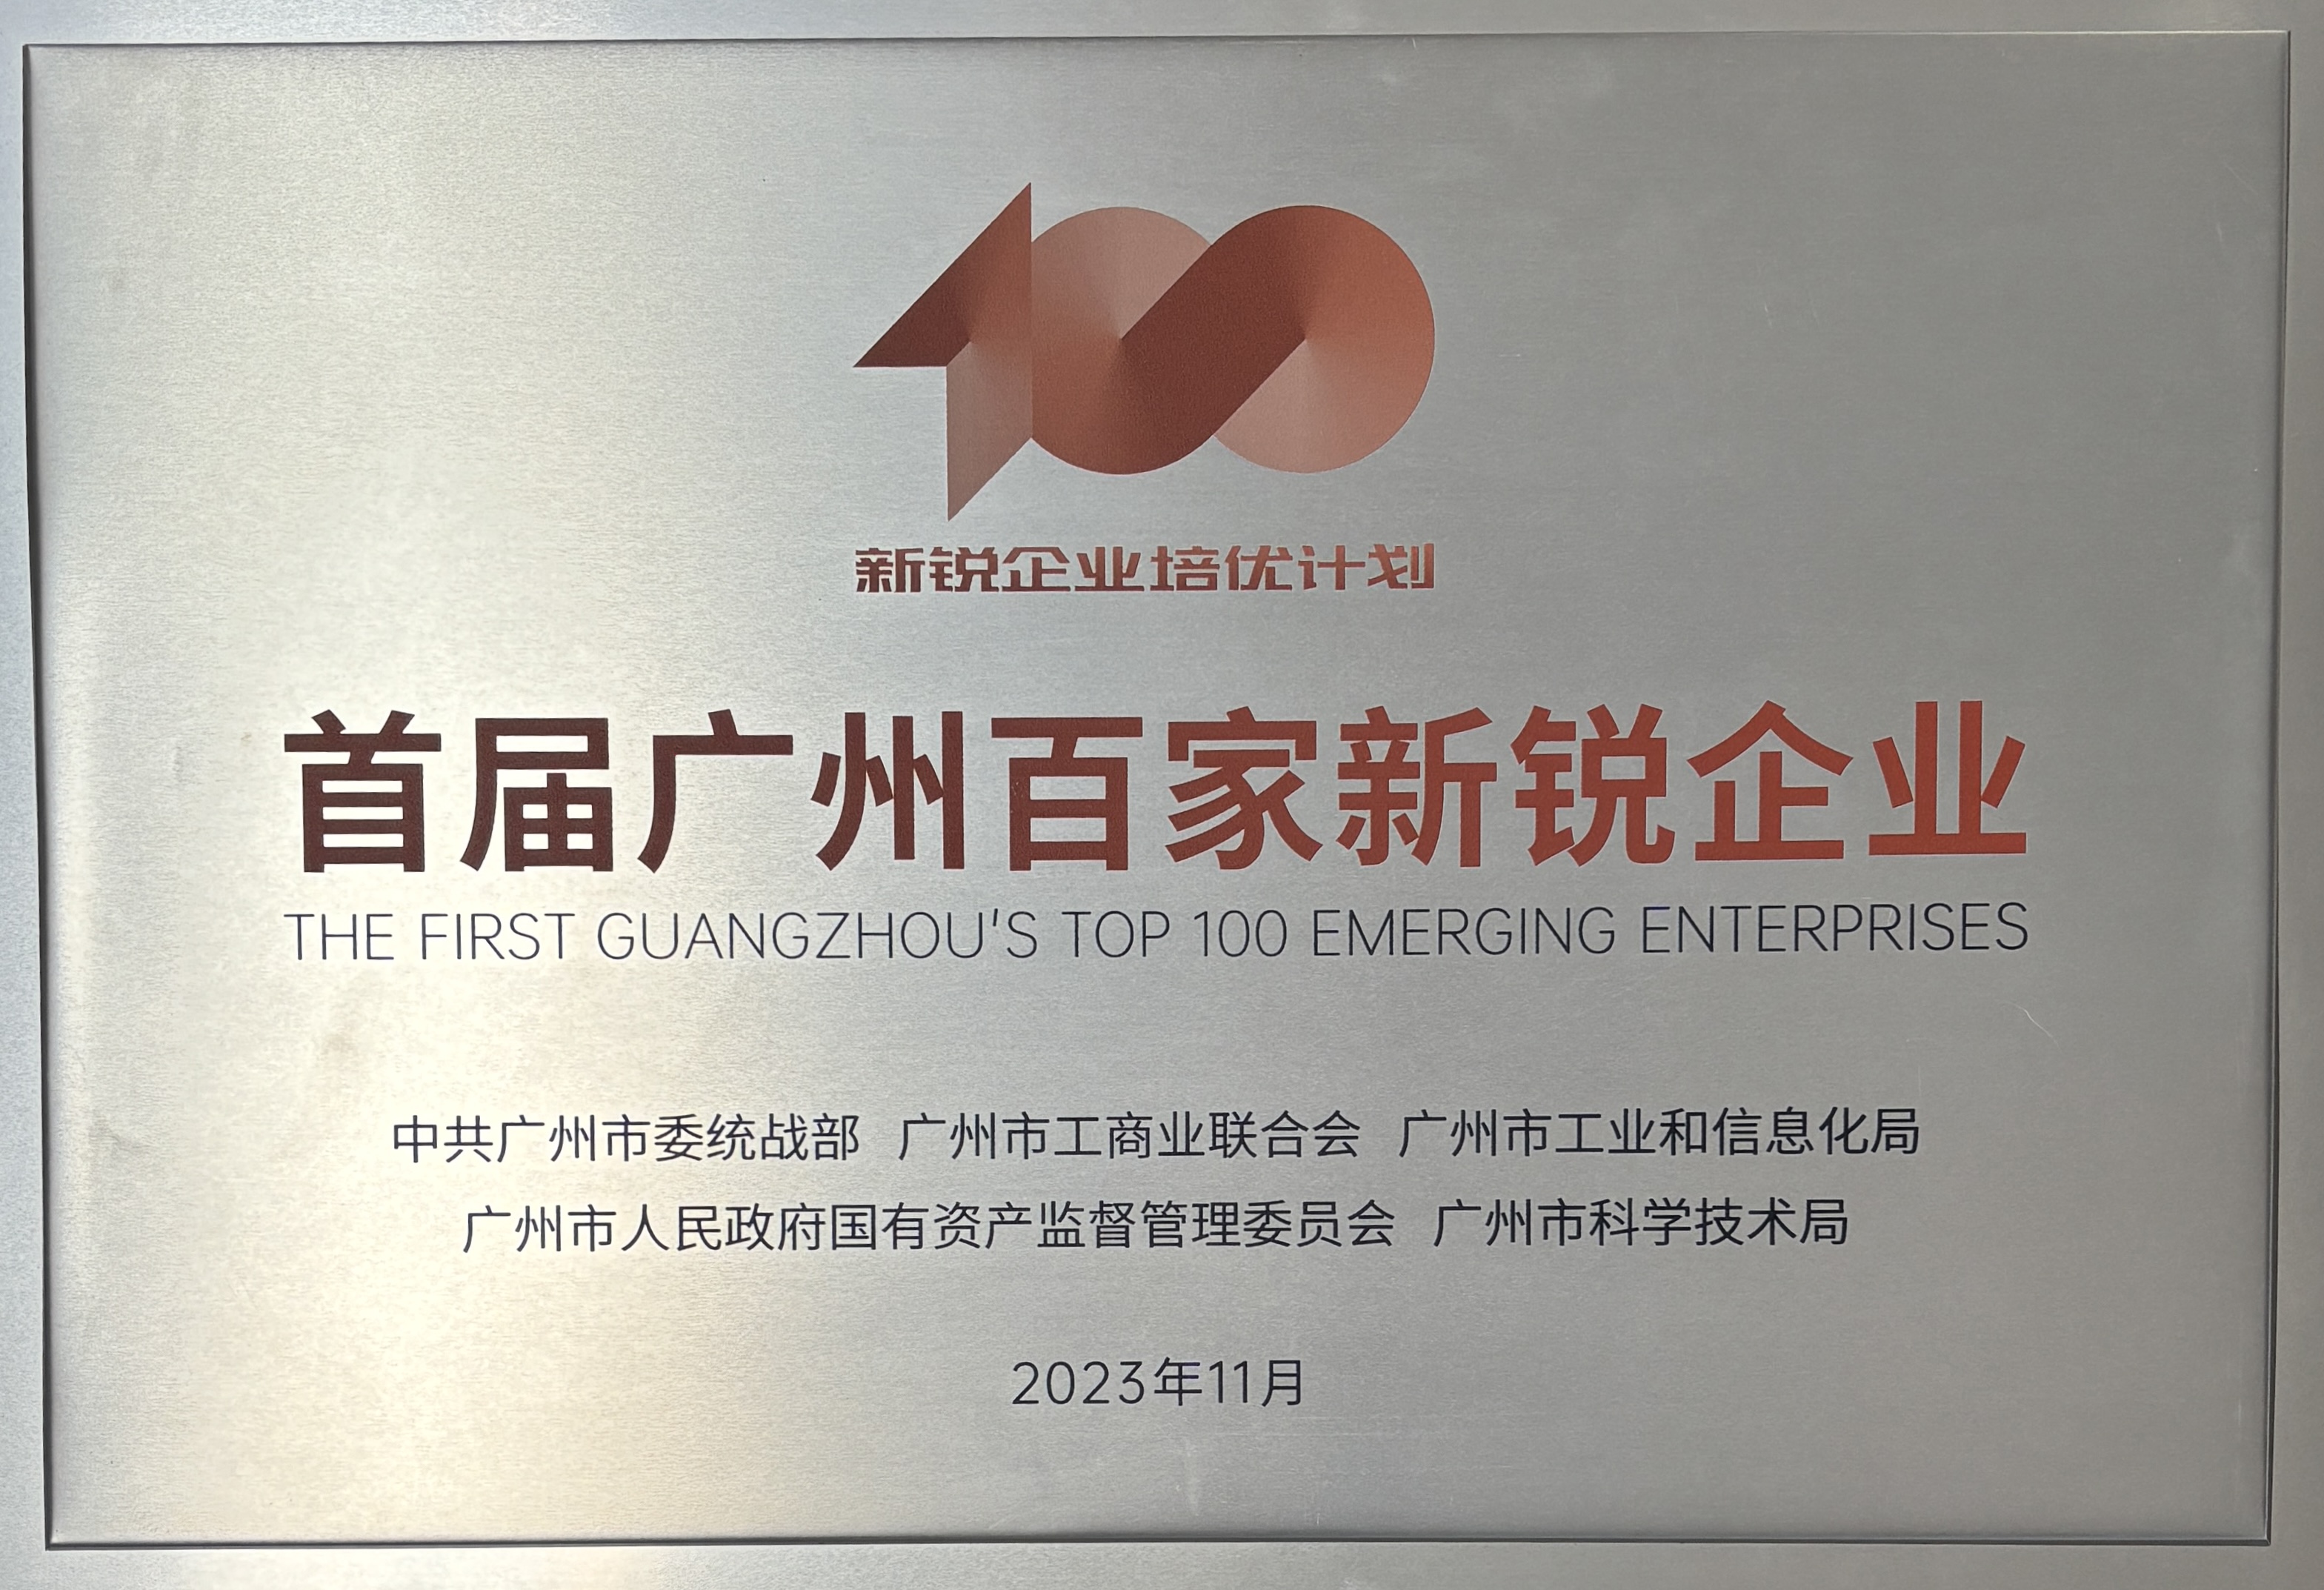 100
新锐企业培优计划
首届广州百家新锐企业
THE FIRST GUANGZHOU'S TOP 100 EMERGING ENTERPRISES
中共广州市委统战部 广州市工商业联合会 广州市工业和信息化局
广州市人民政府国有资产监督管理委员会 广州市科学技术局
2023年11月